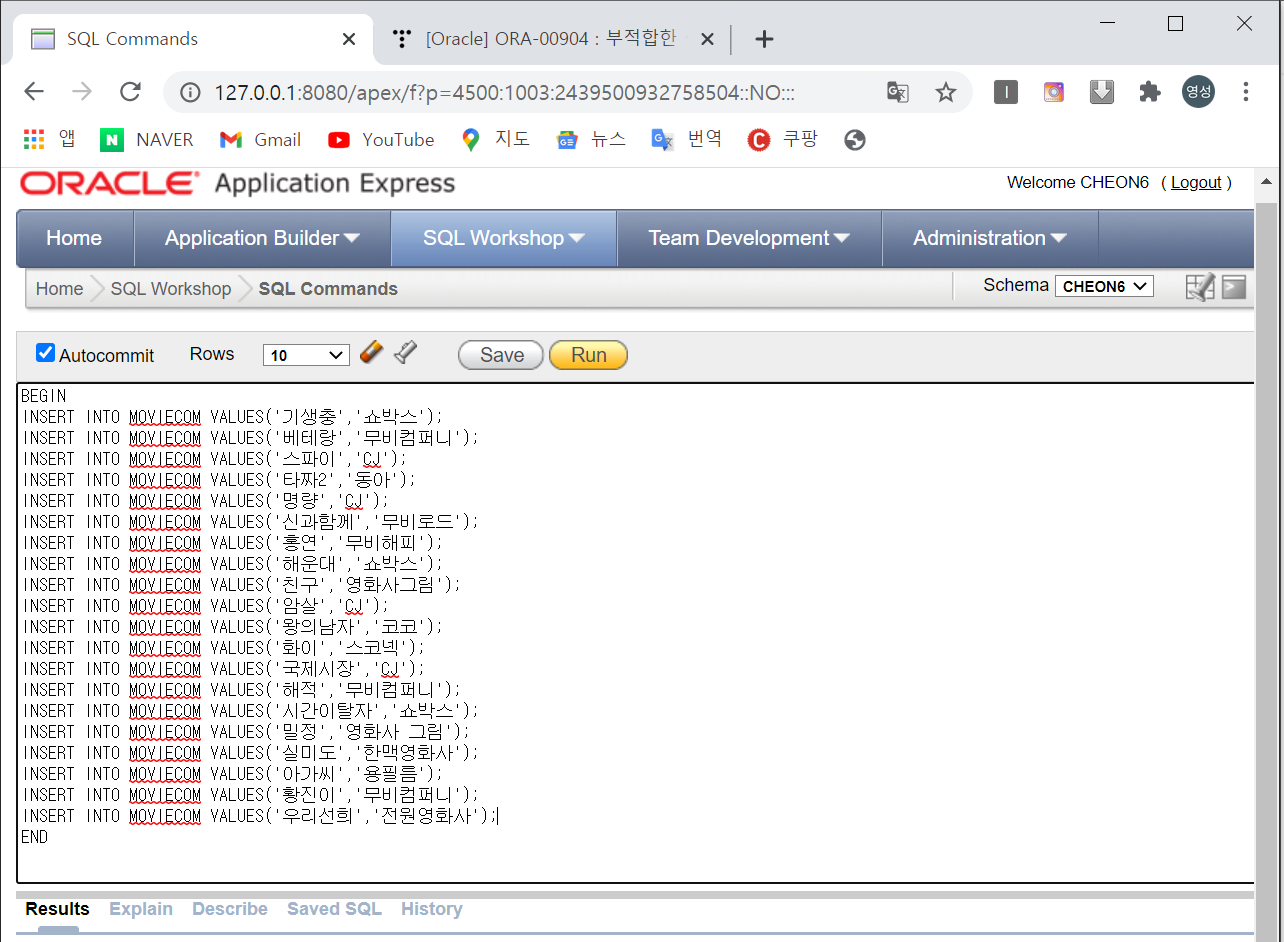 SQL Commands
[Oracle] ORA-00904 : 부적합한
127.0.0.1:8080/apex/f?p=4500:1003:2439500932758504::NO:::
영성
앱 NAVER Gmail YouTube 지도 뉴스 번역 쿠팡
ORACLE Application Express
Welcome CHEON6 ( Logout )
Home Application Builder SQL Workshop Team Development Administration
Home SQL Workshop SQL Commands
Schema CHEON6
Autocommit Rows 10 Save Run
BEGIN
INSERT INTO MOVIECOM VALUES('기생충','쇼박스');
INSERT INTO MOVIECOM VALUES('베테랑','무비컴퍼니');
INSERT INTO MOVIECOM VALUES('스파이','CJ');
INSERT INTO MOVIECOM VALUES('타짜2','동아');
INSERT INTO MOVIECOM VALUES('명량','CJ');
INSERT INTO MOVIECOM VALUES('신과함께','무비로드');
INSERT INTO MOVIECOM VALUES('홍연','무비해피');
INSERT INTO MOVIECOM VALUES('해운대','쇼박스');
INSERT INTO MOVIECOM VALUES('친구','영화사그림');
INSERT INTO MOVIECOM VALUES('암살','CJ');
INSERT INTO MOVIECOM VALUES('왕의남자','코코');
INSERT INTO MOVIECOM VALUES('화이','스코넥');
INSERT INTO MOVIECOM VALUES('국제시장','CJ');
INSERT INTO MOVIECOM VALUES('해적','무비컴퍼니');
INSERT INTO MOVIECOM VALUES('시간이탈자','쇼박스');
INSERT INTO MOVIECOM VALUES('밀정','영화사 그림');
INSERT INTO MOVIECOM VALUES('실미도','한맥영화사');
INSERT INTO MOVIECOM VALUES('아가씨','용필름');
INSERT INTO MOVIECOM VALUES('황진이','무비컴퍼니');
INSERT INTO MOVIECOM VALUES('우리선희','전원영화사');
END
Results Explain Describe Saved SQL History